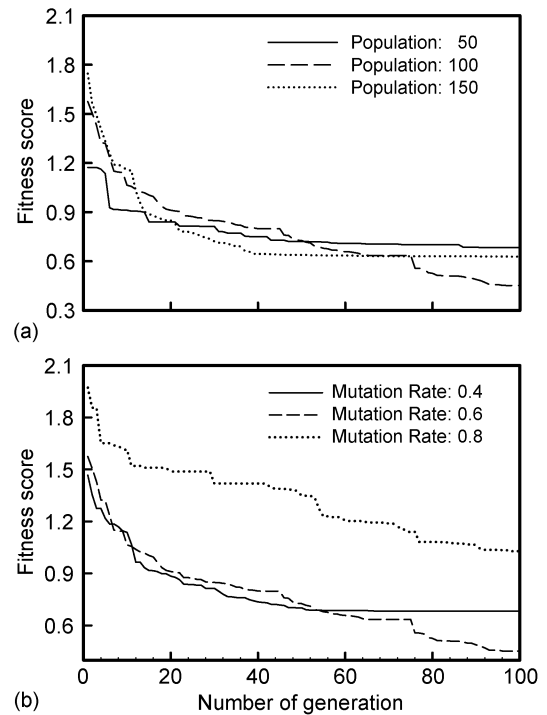 2.1
Population: 50
Population: 100
Population: 150
1.8
1.5
1.2
0.9
0.6
0.3
Fitness score
(a)
2.1
Mutation Rate: 0.4
Mutation Rate: 0.6
Mutation Rate: 0.8
1.8
1.5
1.2
0.9
0.6
Fitness score
0 20 40 60 80 100
Number of generation
(b)